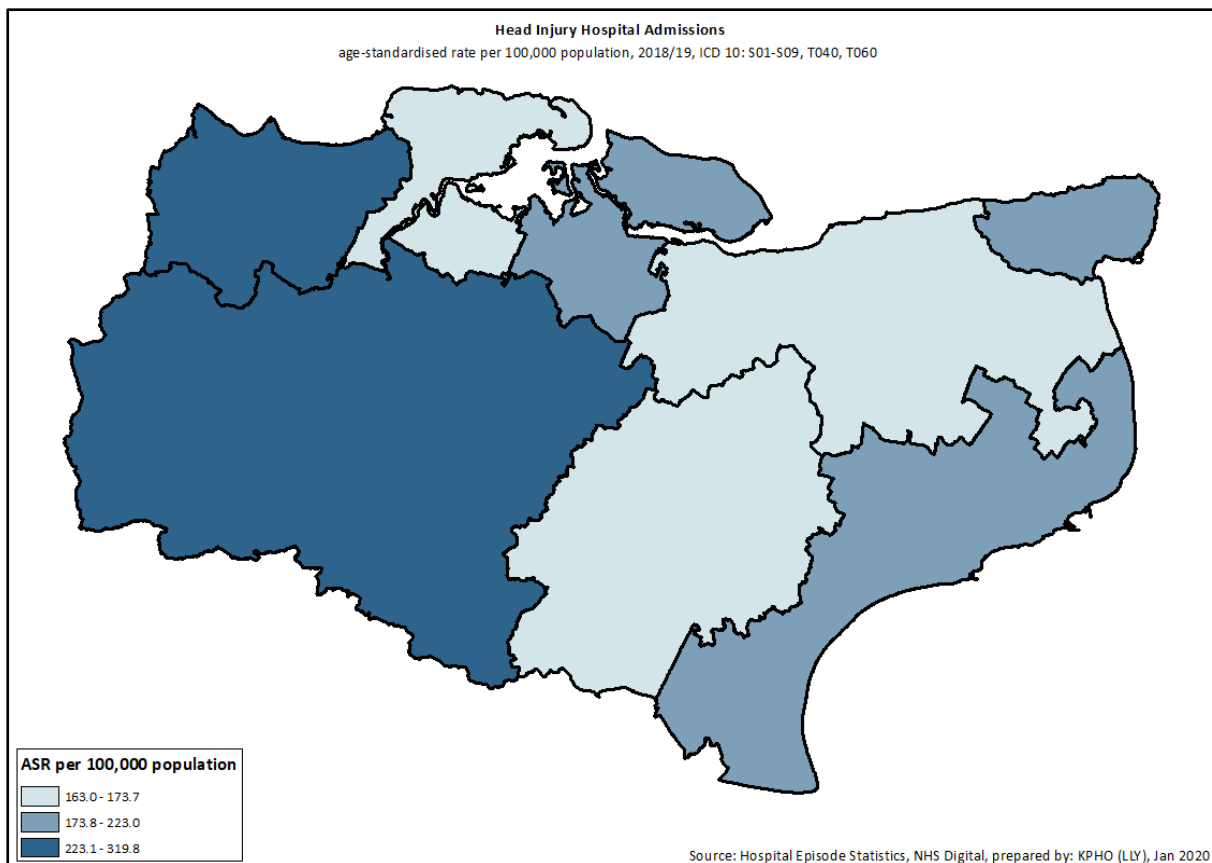 Head Injury Hospital Admissions
age-standardised rate per 100,000 population, 2018/19, ICD 10: S01-S09, T040, T060
ASR per 100,000 population
163.0 - 173.7
173.8 - 223.0
223.1 - 319.8
Source: Hospital Episode Statistics, NHS Digital, prepared by: KPHO (LLY), Jan 2020